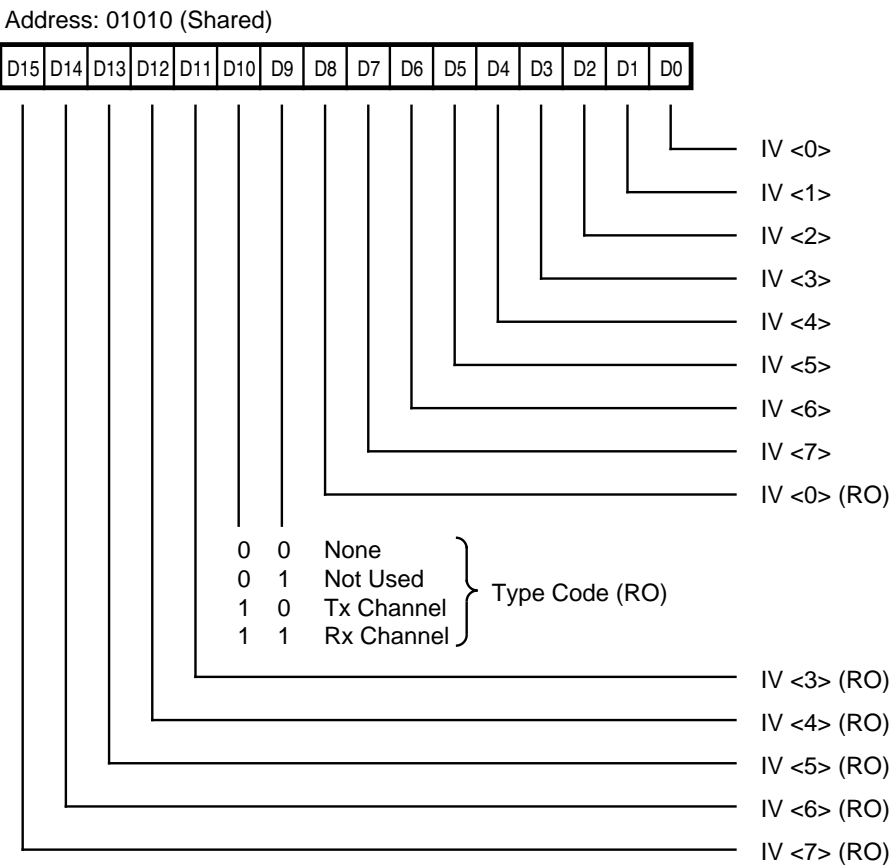 Address: 01010 (Shared)
D15 D14 D13 D12 D11 D10 D9 D8 D7 D6 D5 D4 D3 D2 D1 D0
IV <0>
IV <1>
IV <2>
IV <3>
IV <4>
IV <5>
IV <6>
IV <7>
IV <0> (RO)
0 0 None
0 1 Not Used
1 0 Tx Channel
1 1 Rx Channel
Type Code (RO)
IV <3> (RO)
IV <4> (RO)
IV <5> (RO)
IV <6> (RO)
IV <7> (RO)